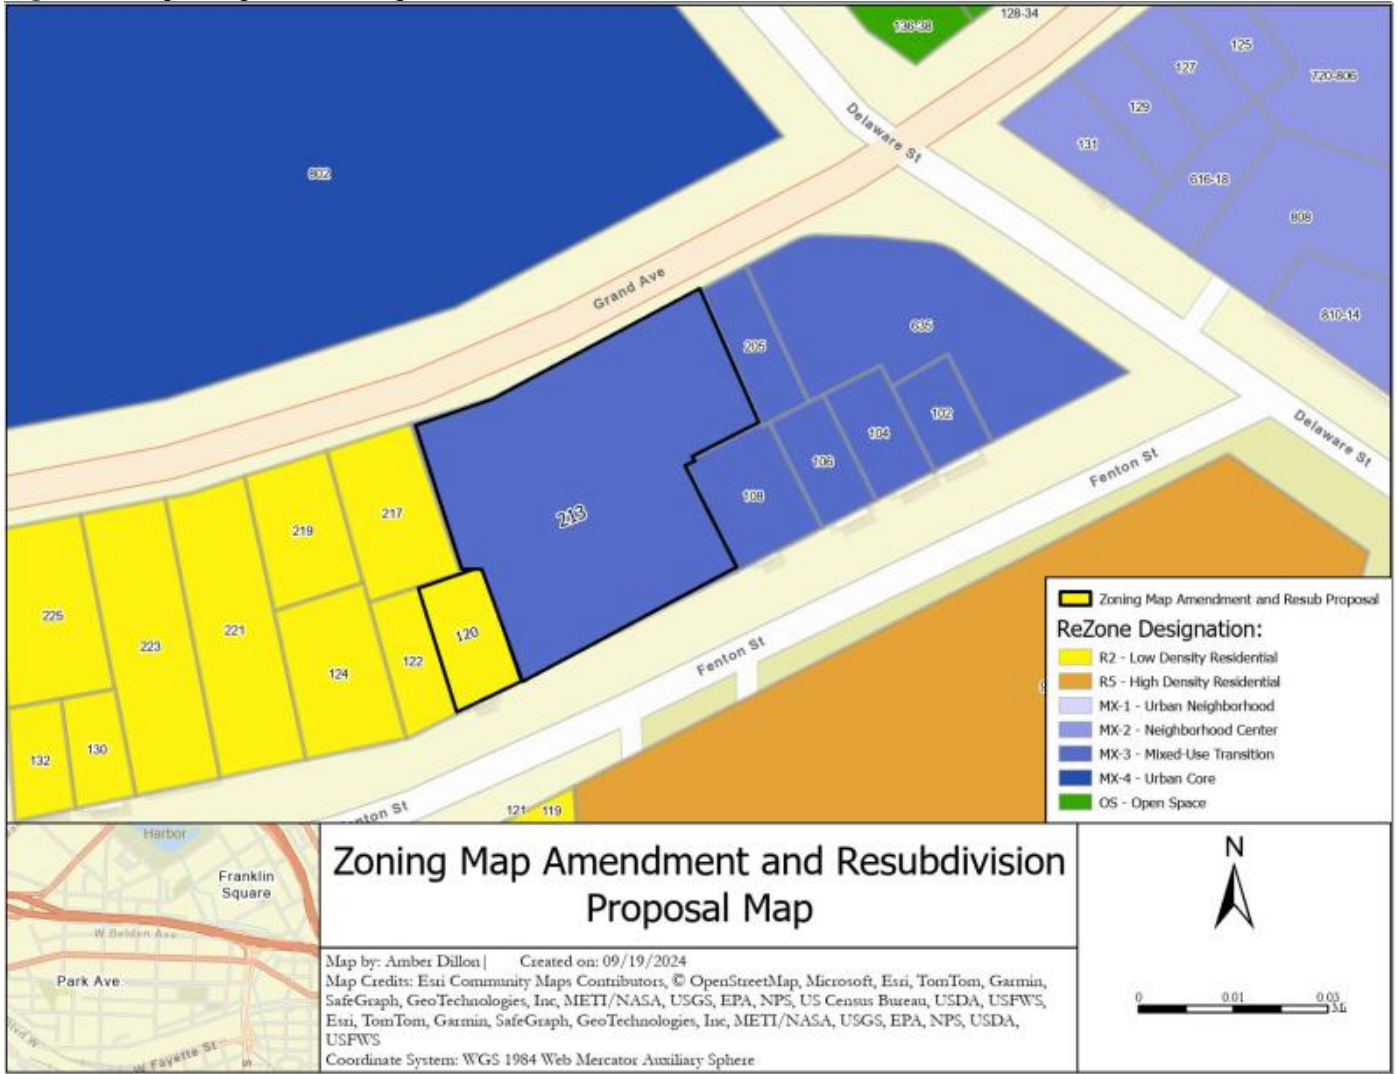 136-38
128-34
125
127
720-806
129
131
616-18
808
810-14
802
Delaware St
Grand Ave
635
205
102
104
106
108
213
217
219
225
223
221
124
122
120
132
130
Fenton St
Delaware St
Fenton St
121
119
Zoning Map Amendment and Resub Proposal
ReZone Designation:
R2 - Low Density Residential
R5 - High Density Residential
MX-1 - Urban Neighborhood
MX-2 - Neighborhood Center
MX-3 - Mixed-Use Transition
MX-4 - Urban Core
OS - Open Space
Harbor
Franklin
Square
W Belden Ave
Park Ave
W Fayette St
Zoning Map Amendment and Resubdivision
Proposal Map
Map by: Amber Dillon | Created on: 09/19/2024
Map Credits: Esri Community Maps Contributors, © OpenStreetMap, Microsoft, Esri, TomTom, Garmin,
SafeGraph, GeoTechnologies, Inc, METI/NASA, USGS, EPA, NPS, US Census Bureau, USDA, USFWS,
Esri, TomTom, Garmin, SafeGraph, GeoTechnologies, Inc, METI/NASA, USGS, EPA, NPS, USDA,
USFWS
Coordinate System: WGS 1984 Web Mercator Auxiliary Sphere
N
0 0.01 0.03
Mi